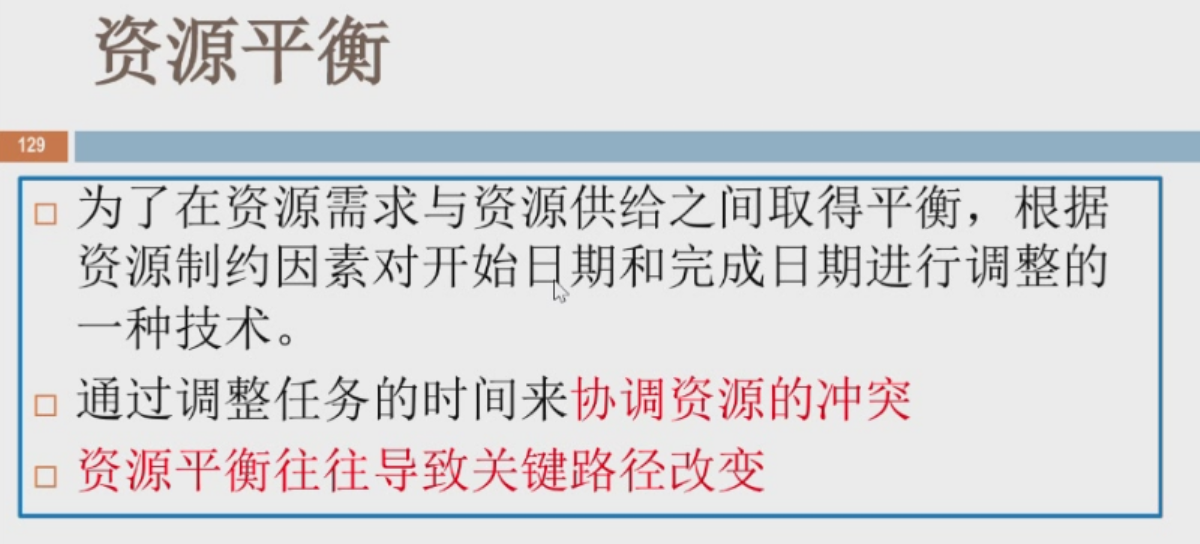 资源平衡
129
为了在资源需求与资源供给之间取得平衡，根据
资源制约因素对开始日期和完成日期进行调整的
一种技术。
通过调整任务的时间来协调资源的冲突
资源平衡往往导致关键路径改变